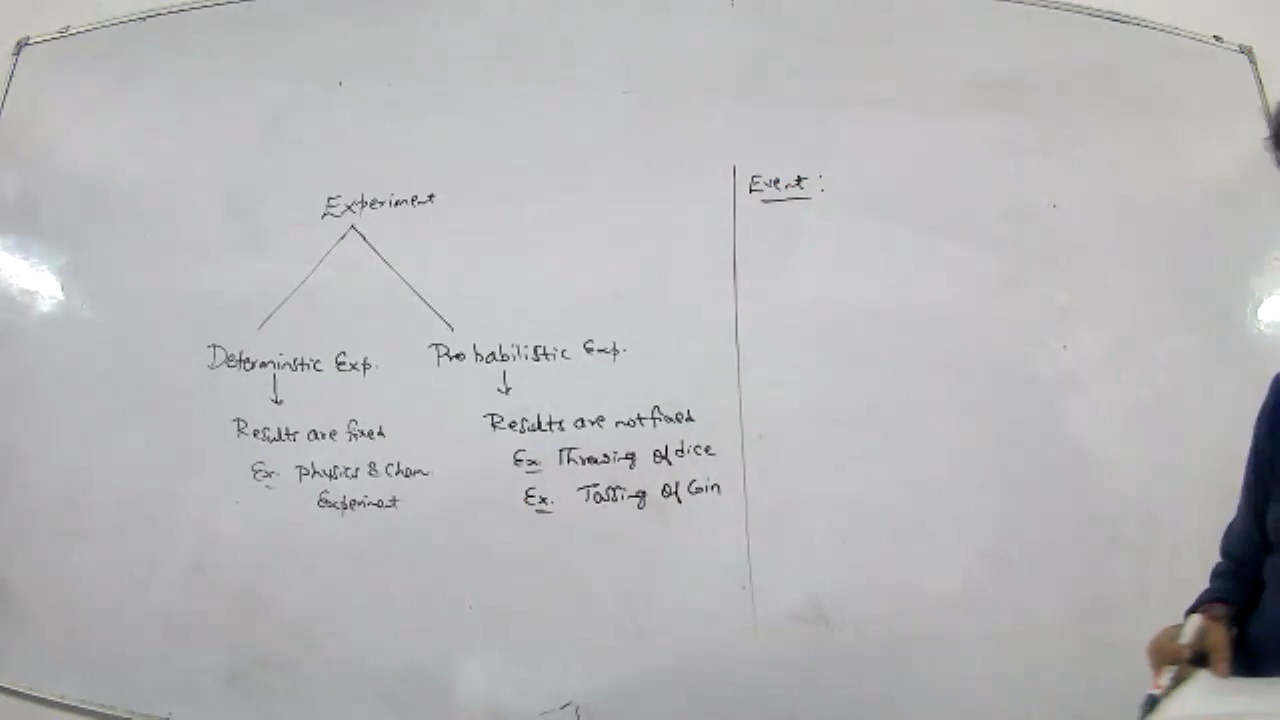 Experiment
Determinstic Exp.
Results are fixed
Ex. Physics & Chem.
Experiment
Probabilistic Exp.
Results are not fixed
Ex Throwing of dice
Ex. Tossing of Coin
Event :